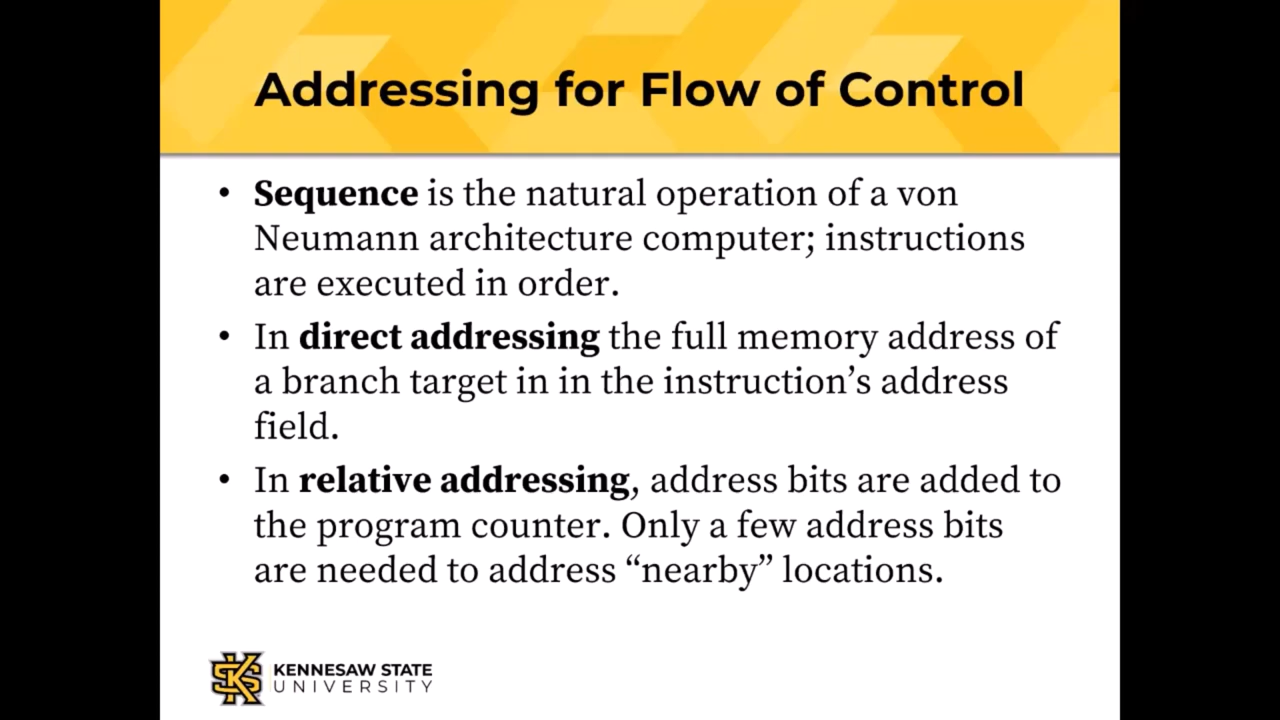 Addressing for Flow of Control
• Sequence is the natural operation of a von
Neumann architecture computer; instructions
are executed in order.
• In direct addressing the full memory address of
a branch target in in the instruction’s address
field.
• In relative addressing, address bits are added to
the program counter. Only a few address bits
are needed to address “nearby” locations.
KENNESAW STATE
UNIVERSITY